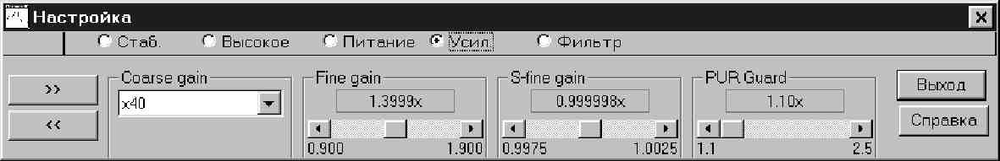 Настройка
Стаб. Высокое Питание Усил. Фильтр
>> Coarse gain Fine gain S-fine gain PUR Guard Выход
x40 1.3999x 0.999998x 1.10x
<< Справка
0.900 1.900 0.9975 1.0025 1.1 2.5